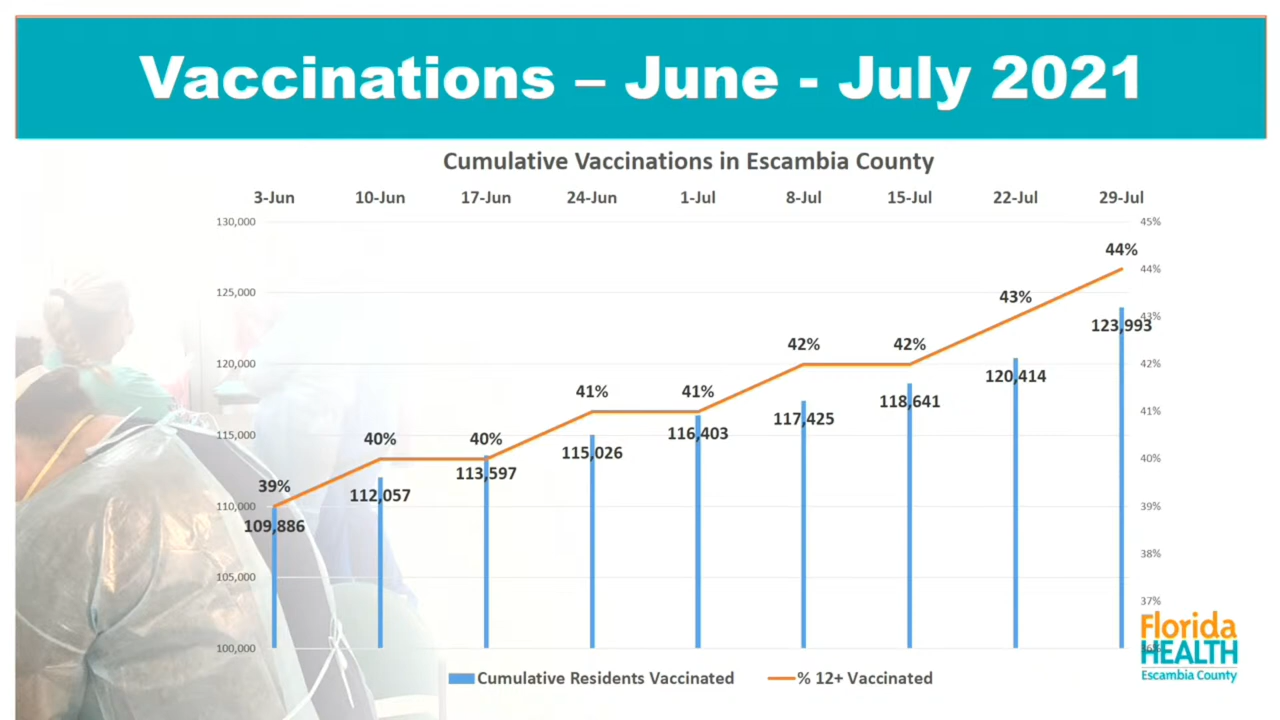 Vaccinations – June - July 2021
Cumulative Vaccinations in Escambia County
3-Jun 10-Jun 17-Jun 24-Jun 1-Jul 8-Jul 15-Jul 22-Jul 29-Jul
130,000 45%
44%
44%
125,000 43%
43%
123,993
42% 42%
120,000 42%
120,414
41% 41% 118,641
41%
117,425
115,000 116,403
40% 40% 115,026 40%
113,597
39% 112,057
110,000 39%
109,886
38%
105,000
37%
100,000
Cumulative Residents Vaccinated % 12+ Vaccinated
Florida
HEALTH
Escambia County